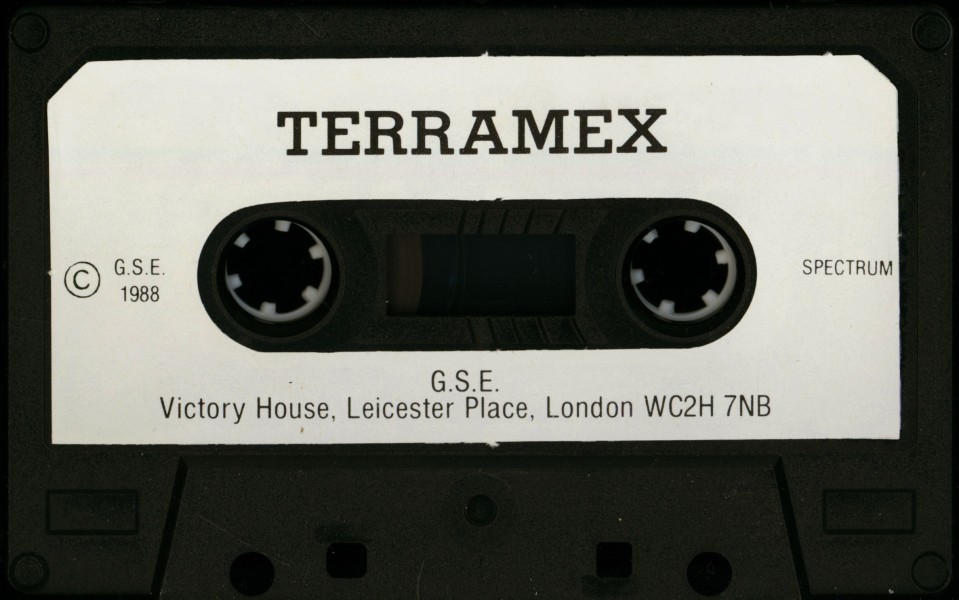 TERRAMEX
© G.S.E.
1988
SPECTRUM
G.S.E.
Victory House, Leicester Place, London WC2H 7NB